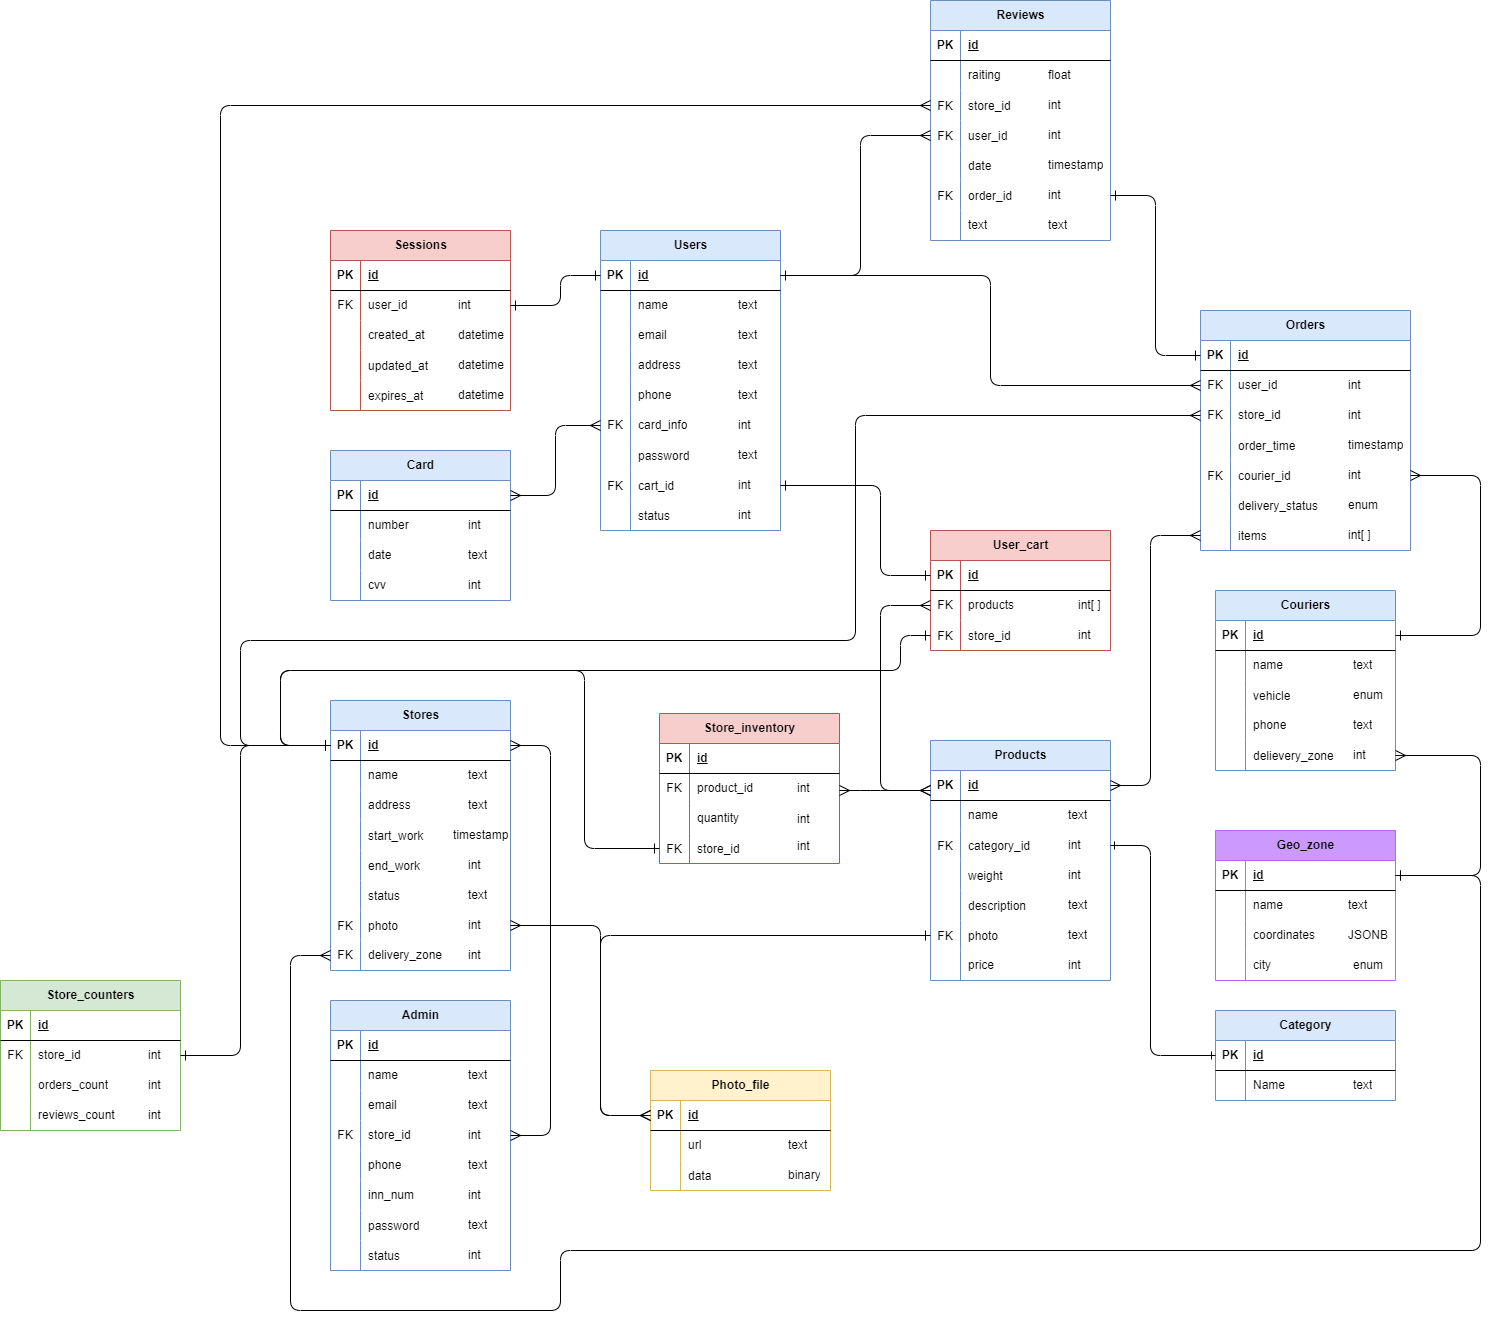 Reviews
PK id
raiting float
FK store_id int
FK user_id int
date timestamp
FK order_id int
text text
Sessions
PK id
FK user_id int
created_at datetime
updated_at datetime
expires_at datetime
Users
PK id
name text
email text
address text
phone text
FK card_info int
password text
FK cart_id int
status int
Orders
PK id
FK user_id int
FK store_id int
order_time timestamp
FK courier_id int
delivery_status enum
items int[ ]
Card
PK id
number int
date text
cvv int
User_cart
PK id
FK products int[ ]
FK store_id int
Couriers
PK id
name text
vehicle enum
phone text
delievery_zone int
Stores
PK id
name text
address text
start_work timestamp
end_work int
status text
FK photo int
FK delivery_zone int
Store_inventory
PK id
FK product_id int
quantity int
FK store_id int
Products
PK id
name text
FK category_id int
weight int
description text
FK photo text
price int
Geo_zone
PK id
name text
coordinates JSONB
city enum
Store_counters
PK id
FK store_id int
orders_count int
reviews_count int
Admin
PK id
name text
email text
FK store_id int
phone text
inn_num int
password text
status int
Photo_file
PK id
url text
data binary
Category
PK id
Name text